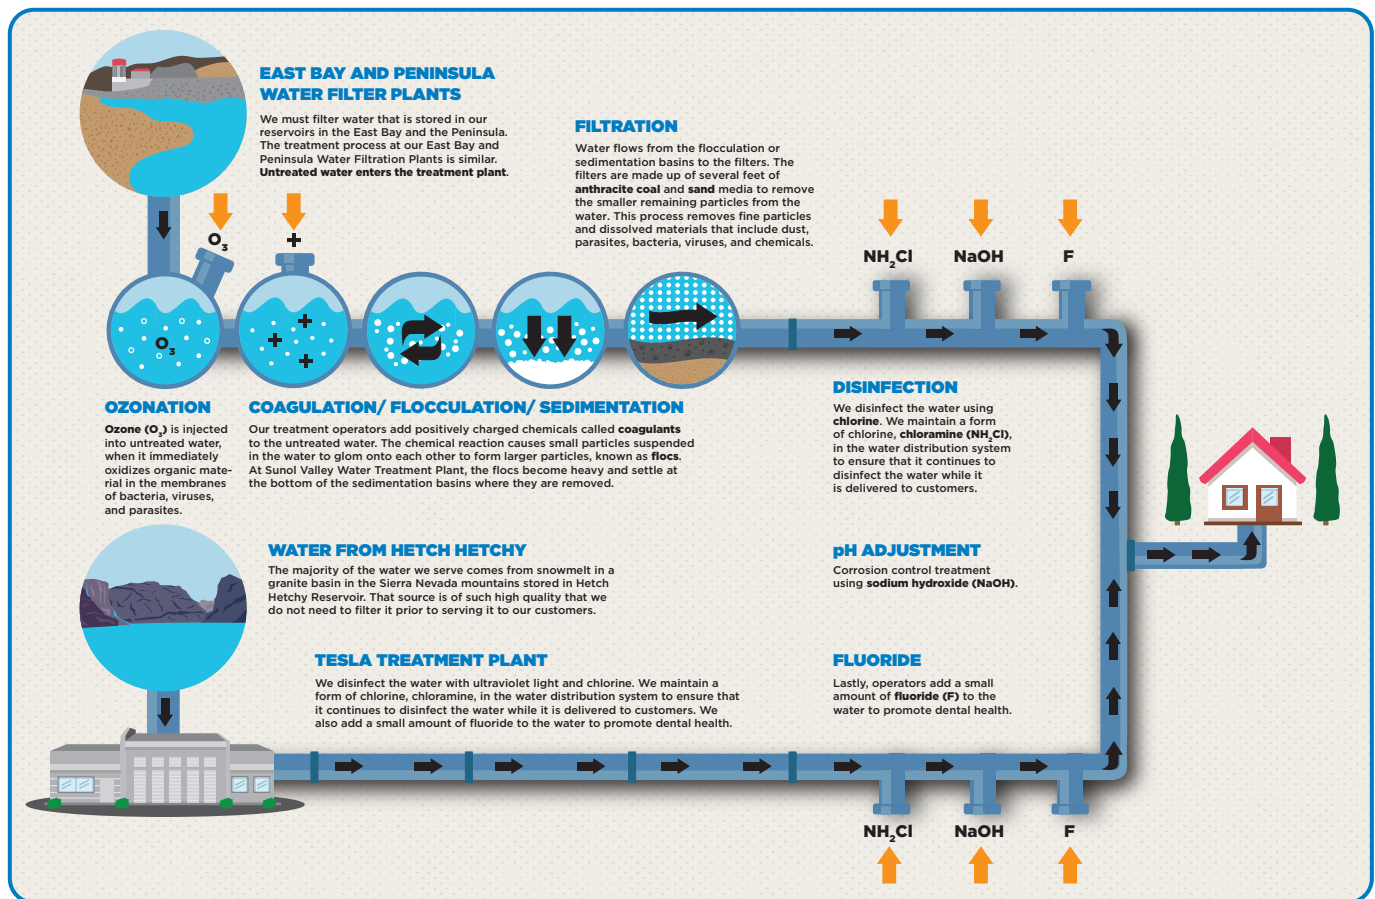 EAST BAY AND PENINSULA
WATER FILTER PLANTS
We must filter water that is stored in our
reservoirs in the East Bay and the Peninsula.
The treatment process at our East Bay and
Peninsula Water Filtration Plants is similar.
Untreated water enters the treatment plant.
FILTRATION
Water flows from the flocculation or
sedimentation basins to the filters. The
filters are made up of several feet of
anthracite coal and sand media to remove
the smaller remaining particles from the
water. This process removes fine particles
and dissolved materials that include dust,
parasites, bacteria, viruses, and chemicals.
O₃
+
NH₂Cl
NaOH
F
O₃
+
+
+
OZONATION
Ozone (O₃) is injected
into untreated water,
when it immediately
oxidizes organic mate-
rial in the membranes
of bacteria, viruses,
and parasites.
COAGULATION/ FLOCCULATION/ SEDIMENTATION
Our treatment operators add positively charged chemicals called coagulants
to the untreated water. The chemical reaction causes small particles suspended
in the water to glom onto each other to form larger particles, known as flocs.
At Sunol Valley Water Treatment Plant, the flocs become heavy and settle at
the bottom of the sedimentation basins where they are removed.
DISINFECTION
We disinfect the water using
chlorine. We maintain a form
of chlorine, chloramine (NH₂Cl),
in the water distribution system
to ensure that it continues to
disinfect the water while it
is delivered to customers.
WATER FROM HETCH HETCHY
The majority of the water we serve comes from snowmelt in a
granite basin in the Sierra Nevada mountains stored in Hetch
Hetchy Reservoir. That source is of such high quality that we
do not need to filter it prior to serving it to our customers.
pH ADJUSTMENT
Corrosion control treatment
using sodium hydroxide (NaOH).
TESLA TREATMENT PLANT
We disinfect the water with ultraviolet light and chlorine. We maintain a
form of chlorine, chloramine, in the water distribution system to ensure that
it continues to disinfect the water while it is delivered to customers. We
also add a small amount of fluoride to the water to promote dental health.
FLUORIDE
Lastly, operators add a small
amount of fluoride (F) to the
water to promote dental health.
NH₂Cl
NaOH
F